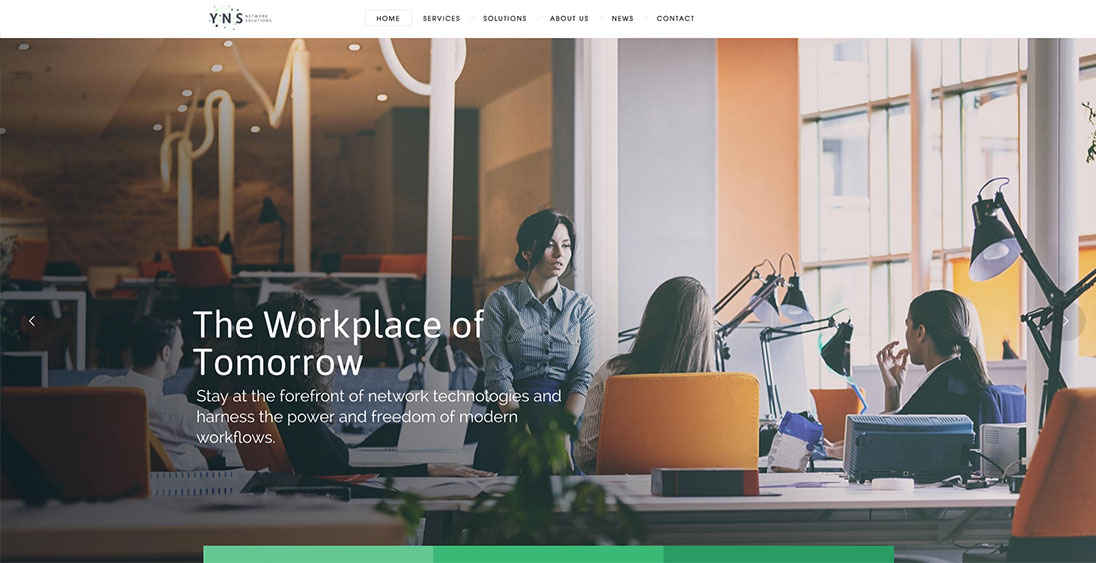 YNS NETWORK SOLUTIONS
HOME SERVICES SOLUTIONS ABOUT US NEWS CONTACT
The Workplace of
Tomorrow
Stay at the forefront of network technologies and
harness the power and freedom of modern
workflows.